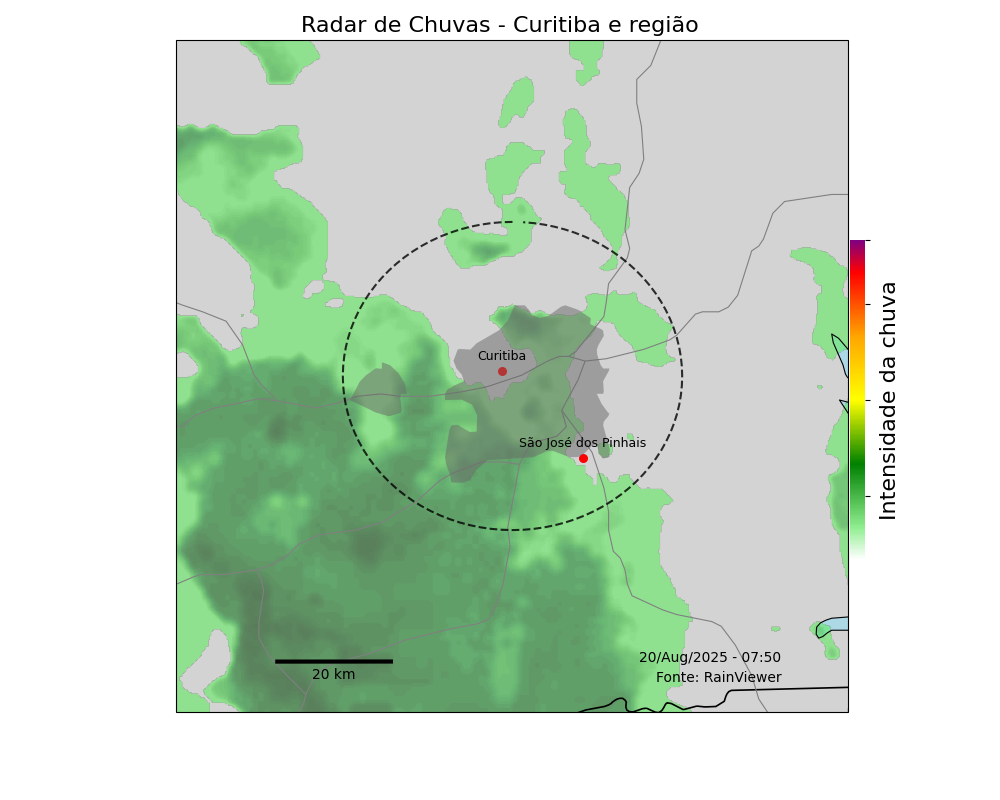 Radar de Chuvas - Curitiba e região
Curitiba
São José dos Pinhais
Intensidade da chuva
20 km
20/Aug/2025 - 07:50
Fonte: RainViewer